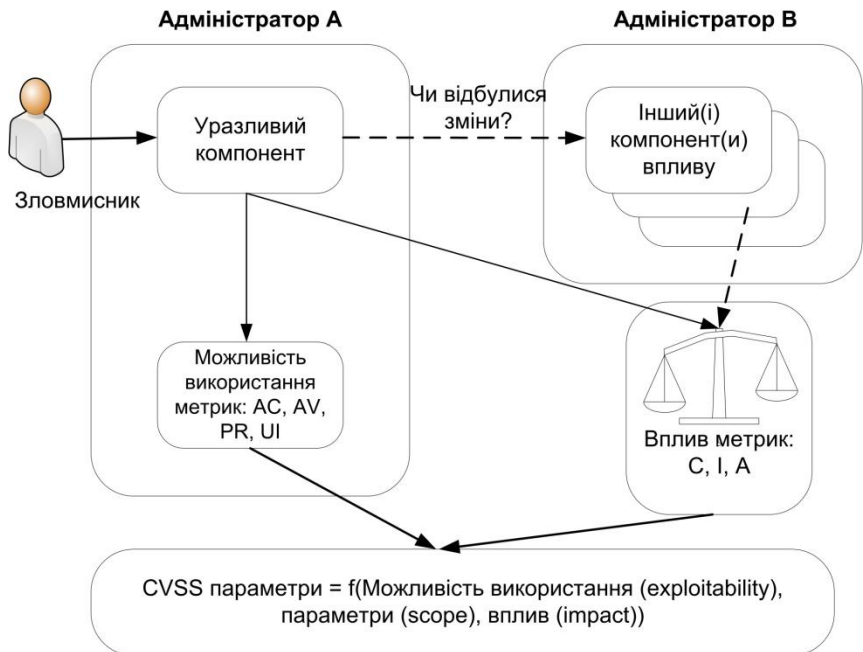 Адміністратор А
Адміністратор В
Чи відбулися
зміни?
Уразливий
компонент
Інший(і)
компонент(и)
впливу
Зловмисник
Можливість
використання
метрик: AC, AV,
PR, UI
Вплив метрик:
C, I, A
CVSS параметри = f(Можливість використання (exploitability),
параметри (scope), вплив (impact))